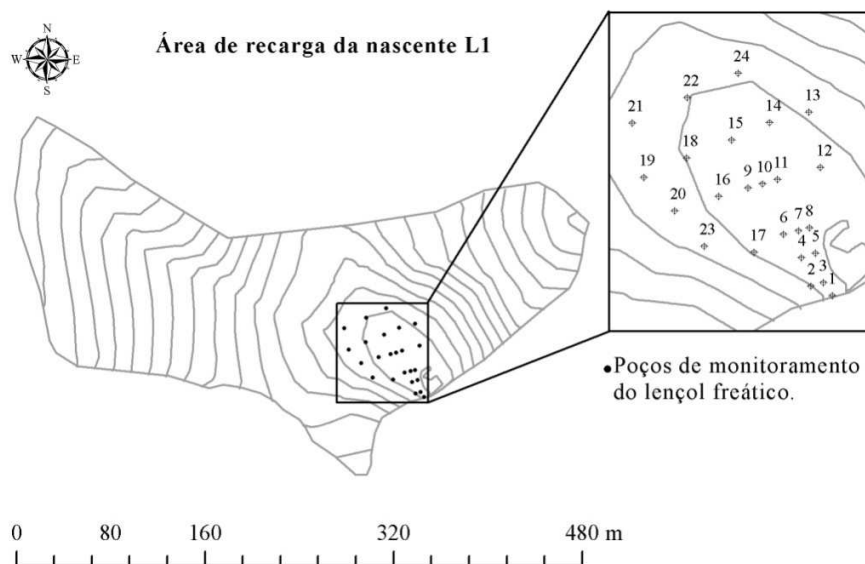 N
W E
S
Área de recarga da nascente L1
24
22
13
21
14
15
18
12
19
9 10 11
16
20
6 7 8
23
17
4 5
2 3 1
Poços de monitoramento
do lençol freático.
0 80 160 320 480 m